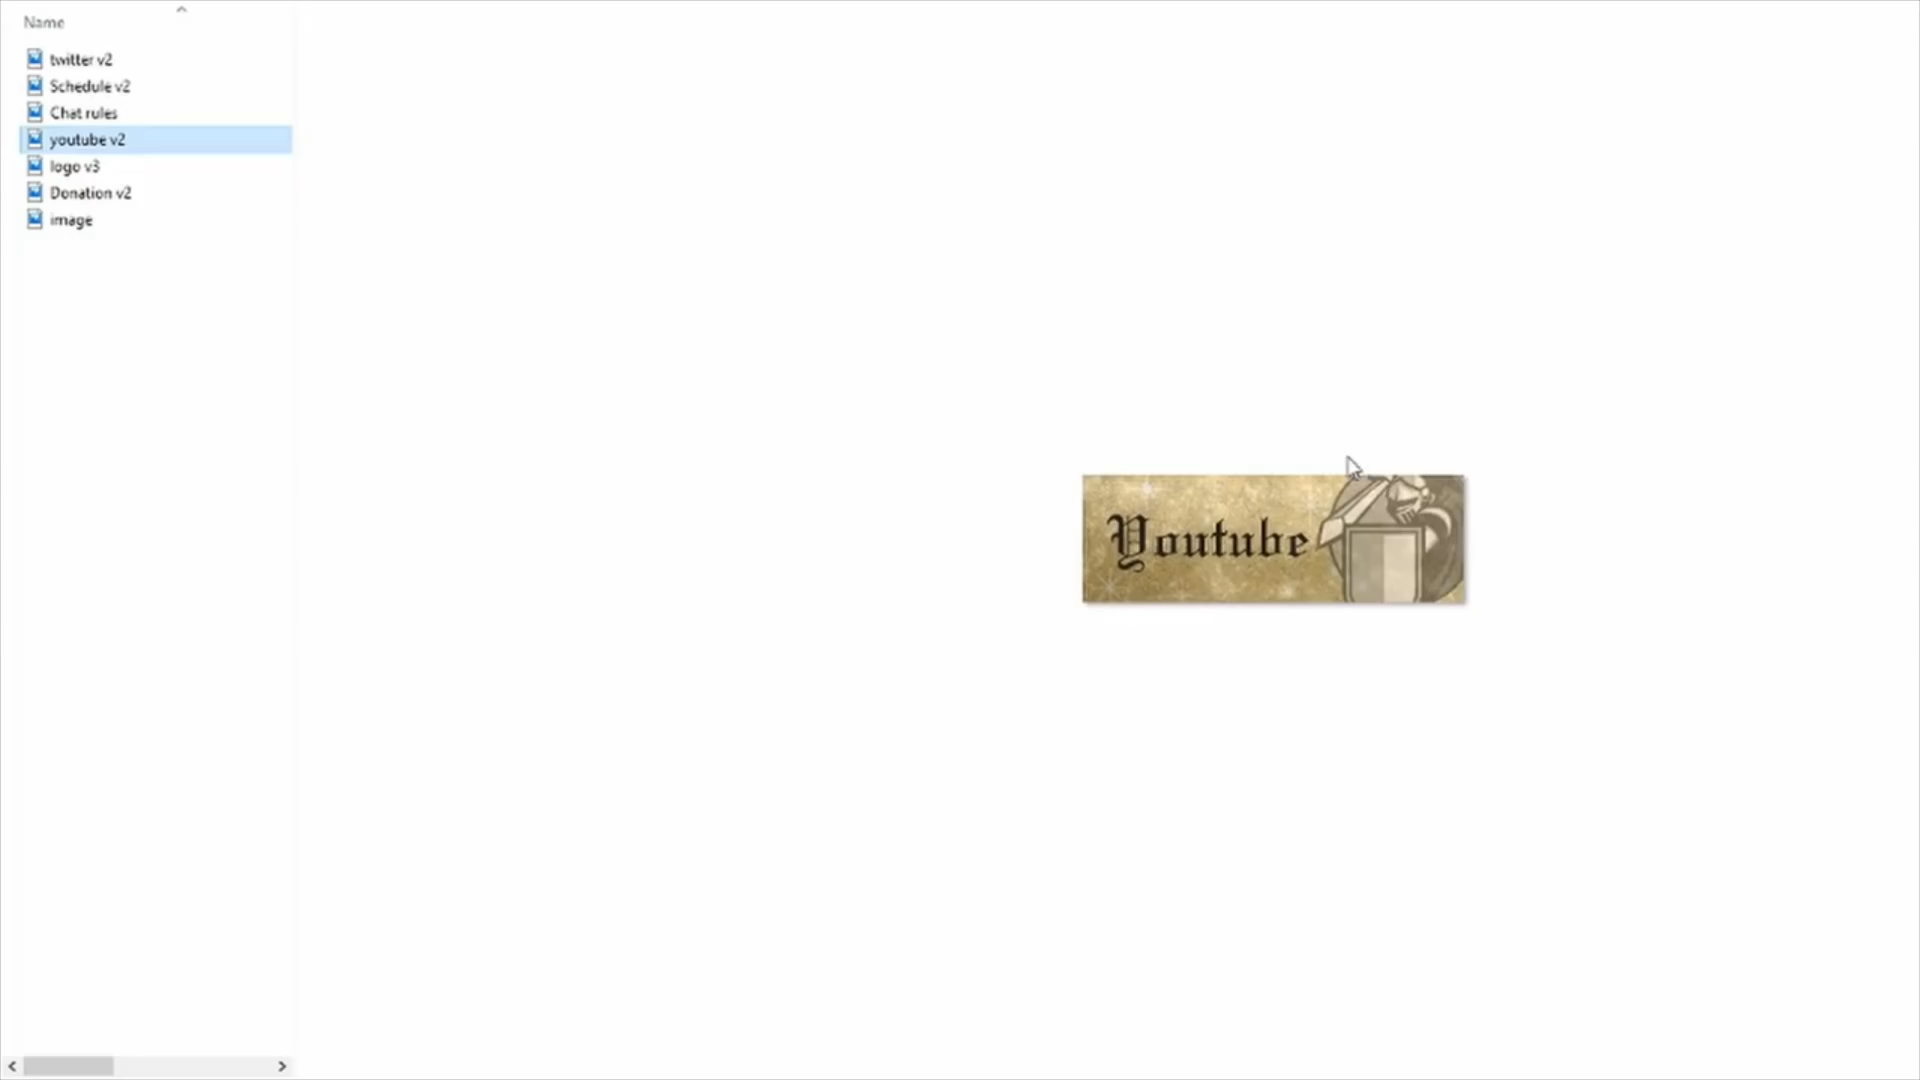 Name
twitter v2
Schedule v2
Chat rules
youtube v2
logo v3
Donation v2
image
Youtube